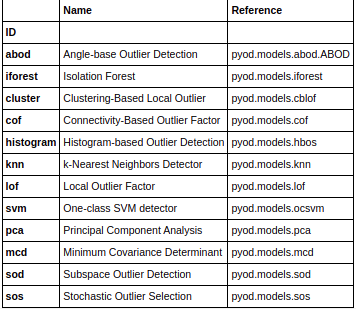 Name Reference
ID
abod Angle-base Outlier Detection pyod.models.abod.ABOD
iforest Isolation Forest pyod.models.iforest
cluster Clustering-Based Local Outlier pyod.models.cblof
cof Connectivity-Based Outlier Factor pyod.models.cof
histogram Histogram-based Outlier Detection pyod.models.hbos
knn k-Nearest Neighbors Detector pyod.models.knn
lof Local Outlier Factor pyod.models.lof
svm One-class SVM detector pyod.models.ocsvm
pca Principal Component Analysis pyod.models.pca
mcd Minimum Covariance Determinant pyod.models.mcd
sod Subspace Outlier Detection pyod.models.sod
sos Stochastic Outlier Selection pyod.models.sos